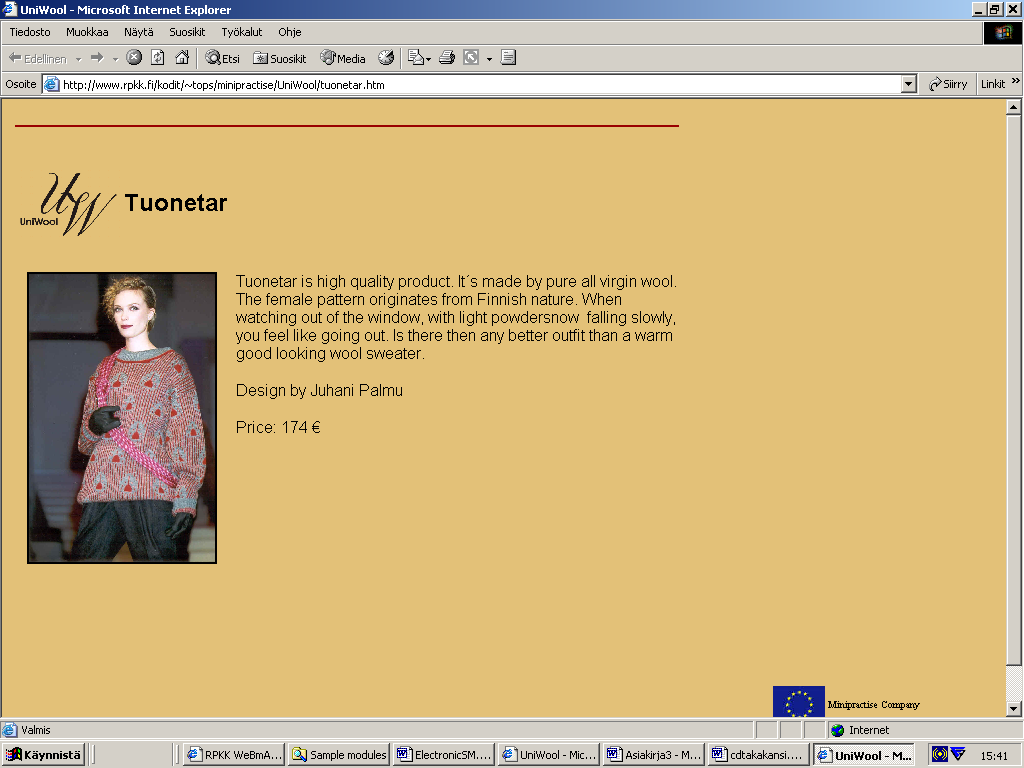 UniWool - Microsoft Internet Explorer
Tiedosto Muokkaa Näytä Suosikit Työkalut Ohje
Edellinen Etsi Suosikit Media
Osoite http://www.rpkk.fi/kodit/~tops/minipractise/UniWool/tuonetar.htm Siirry Linkit »
UW
UniWool
Tuonetar
Tuonetar is high quality product. It´s made by pure all virgin wool.
The female pattern originates from Finnish nature. When
watching out of the window, with light powdersnow falling slowly,
you feel like going out. Is there then any better outfit than a warm
good looking wool sweater.
Design by Juhani Palmu
Price: 174 €
Minipractise Company
Valmis Internet
Käynnistä RPKK WeBmA... Sample modules ElectronicSM.... UniWool - Mic... Asiakirja3 - M... cdtakakansi.... UniWool - M... 15:41